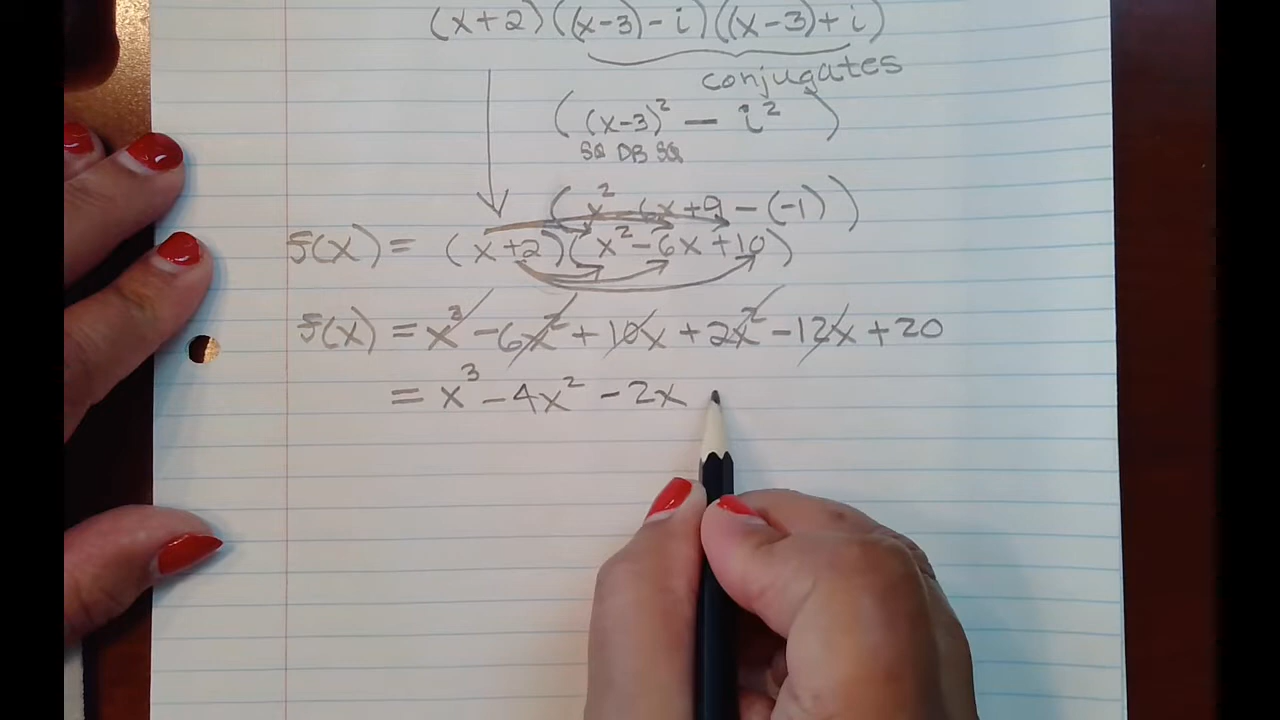 (x+2)((x-3)-i)((x-3)+i)
conjugates
((x-3)² - i²)
SQ DB SQ
(x² - 6x+9 - (-1))
f(x) = (x+2)(x²-6x+10)
f(x) = x³ - 6x² + 10x + 2x² - 12x + 20
= x³ - 4x² - 2x